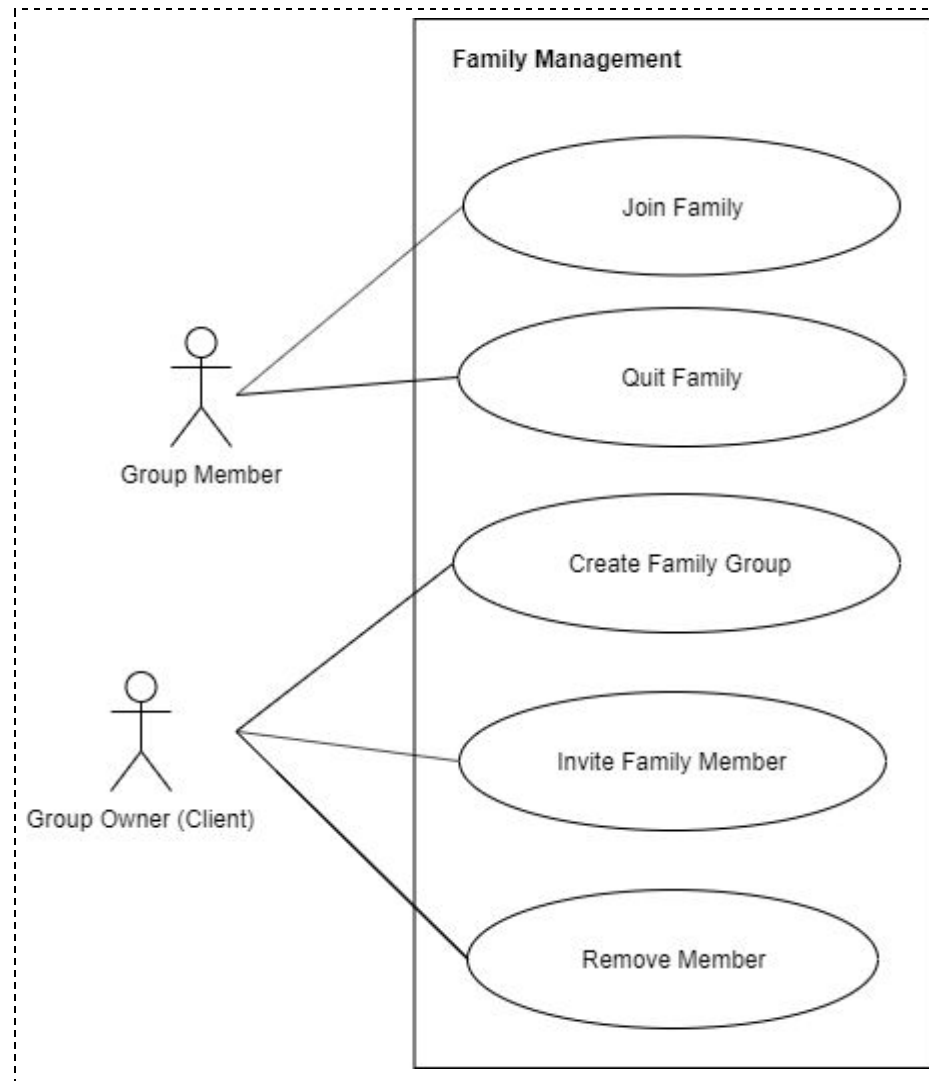 Family Management
Join Family
Quit Family
Group Member
Create Family Group
Invite Family Member
Group Owner (Client)
Remove Member